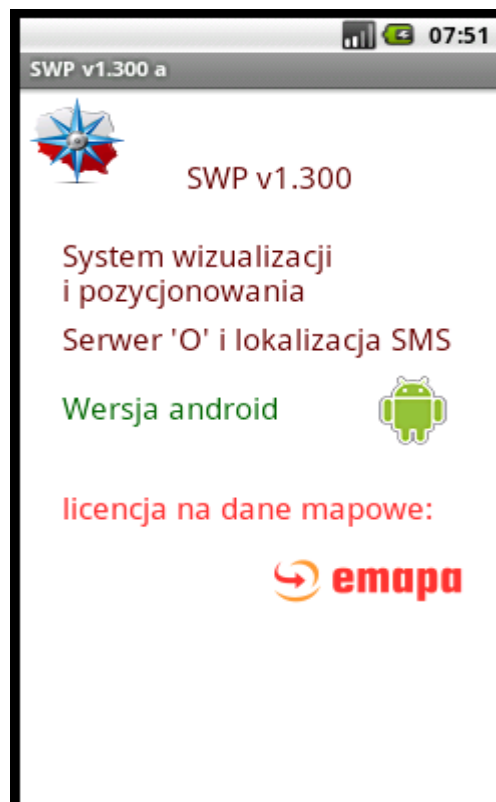 07:51
SWP v1.300 a
SWP v1.300
System wizualizacji
i pozycjonowania
Serwer 'O' i lokalizacja SMS
Wersja android
licencja na dane mapowe:
emapa